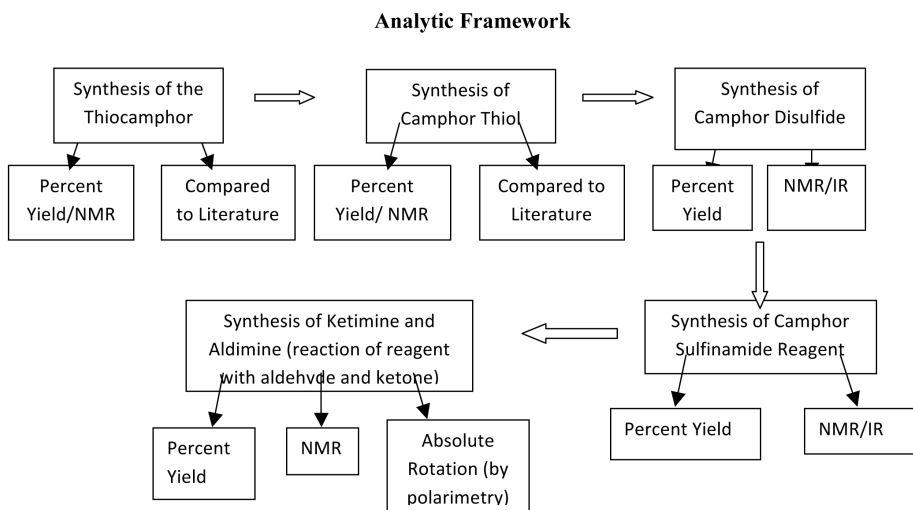 Analytic Framework
Synthesis of the
Thiocamphor
Synthesis of
Camphor Thiol
Synthesis of
Camphor Disulfide
Percent
Yield/NMR
Compared
to Literature
Percent
Yield/ NMR
Compared to
Literature
Percent
Yield
NMR/IR
Synthesis of Ketimine and
Aldimine (reaction of reagent
with aldehyde and ketone)
Synthesis of Camphor
Sulfinamide Reagent
Percent
Yield
NMR
Absolute
Rotation (by
polarimetry)
Percent Yield
NMR/IR